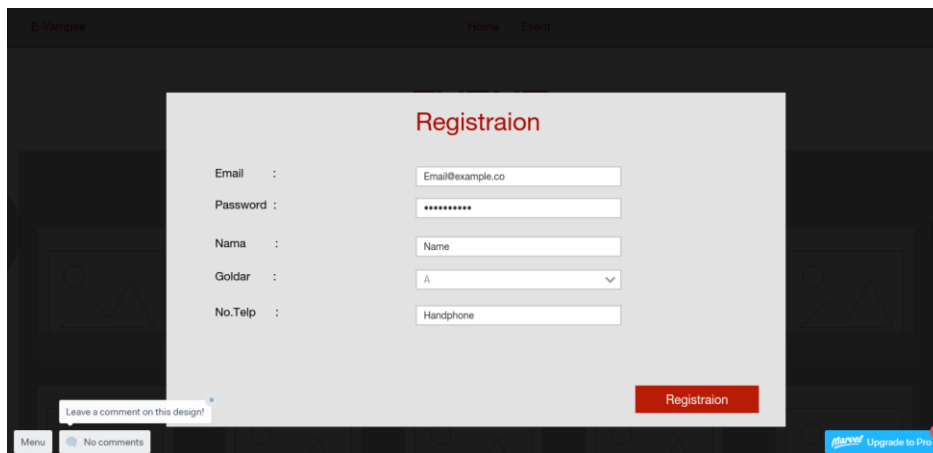 E-Vampire Home Event
Registraion
Email : Email@example.co
Password : ••••••••••
Nama : Name
Goldar : A
No.Telp : Handphone
Registraion
Leave a comment on this design! ×
Menu No comments
Marvel Upgrade to Pro